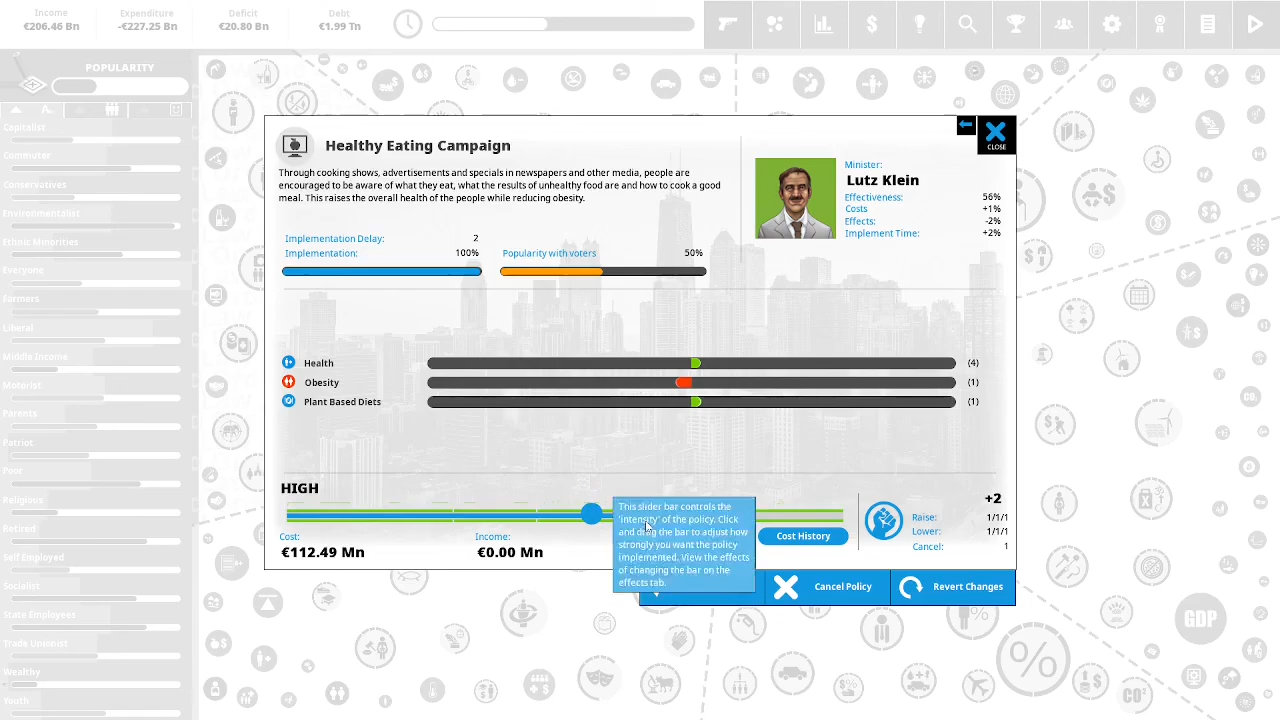 Income
€206.46 Bn
Expenditure
-€227.25 Bn
Deficit
€20.80 Bn
Debt
€1.99 Tn
POPULARITY
Capitalist
Commuter
Conservatives
Environmentalist
Ethnic Minorities
Everyone
Farmers
Liberal
Middle Income
Motorist
Parents
Patriot
Poor
Religious
Retired
Self Employed
Socialist
State Employees
Trade Unionist
Wealthy
Youth
Healthy Eating Campaign
CLOSE
Through cooking shows, advertisements and specials in newspapers and other media, people are
encouraged to be aware of what they eat, what the results of unhealthy food are and how to cook a good
meal. This raises the overall health of the people while reducing obesity.
Minister:
Lutz Klein
Effectiveness: 56%
Costs +1%
Effects: -2%
Implement Time: +2%
Implementation Delay: 2
Implementation: 100%
Popularity with voters 50%
Health (4)
Obesity (1)
Plant Based Diets (1)
HIGH
Cost:
€112.49 Mn
Income:
€0.00 Mn
This slider bar controls the
'intensity' of the policy. Click
and drag the bar to adjust how
strongly you want the policy
implemented. View the effects
of changing the bar on the
effects tab.
Cost History
+2
Raise: 1/1/1
Lower: 1/1/1
Cancel: 1
Cancel Policy
Revert Changes
GDP
CO²
CO²
%